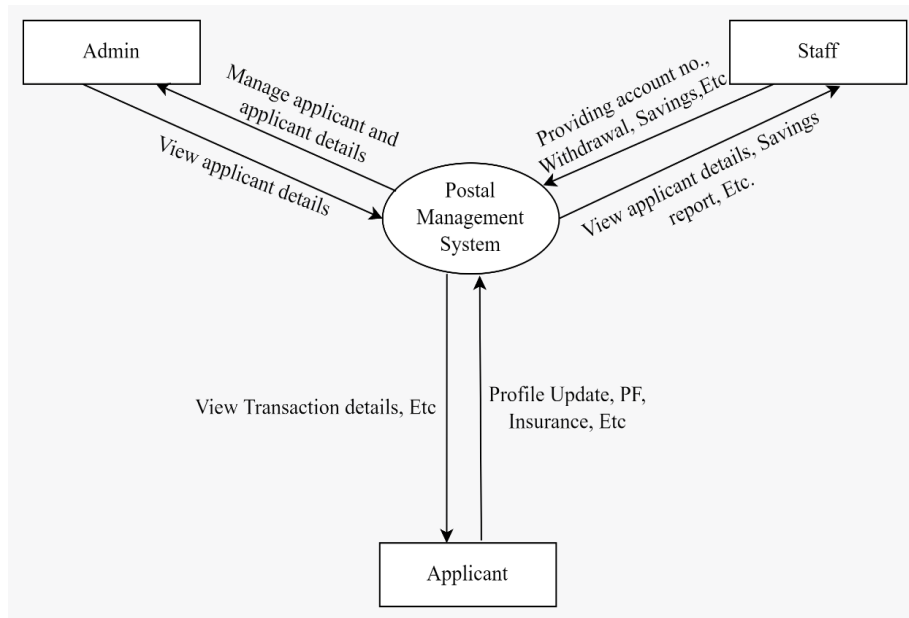 Admin
Staff
Manage applicant and
applicant details
View applicant details
Providing account no.,
Withdrawal, Savings,Etc
View applicant details, Savings
report, Etc.
Postal
Management
System
View Transaction details, Etc
Profile Update, PF,
Insurance, Etc
Applicant